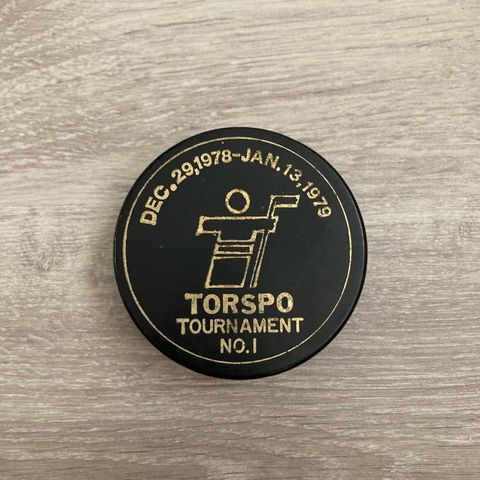 DEC.29,1978-JAN.13,1979
TORSPO
TOURNAMENT
NO.1